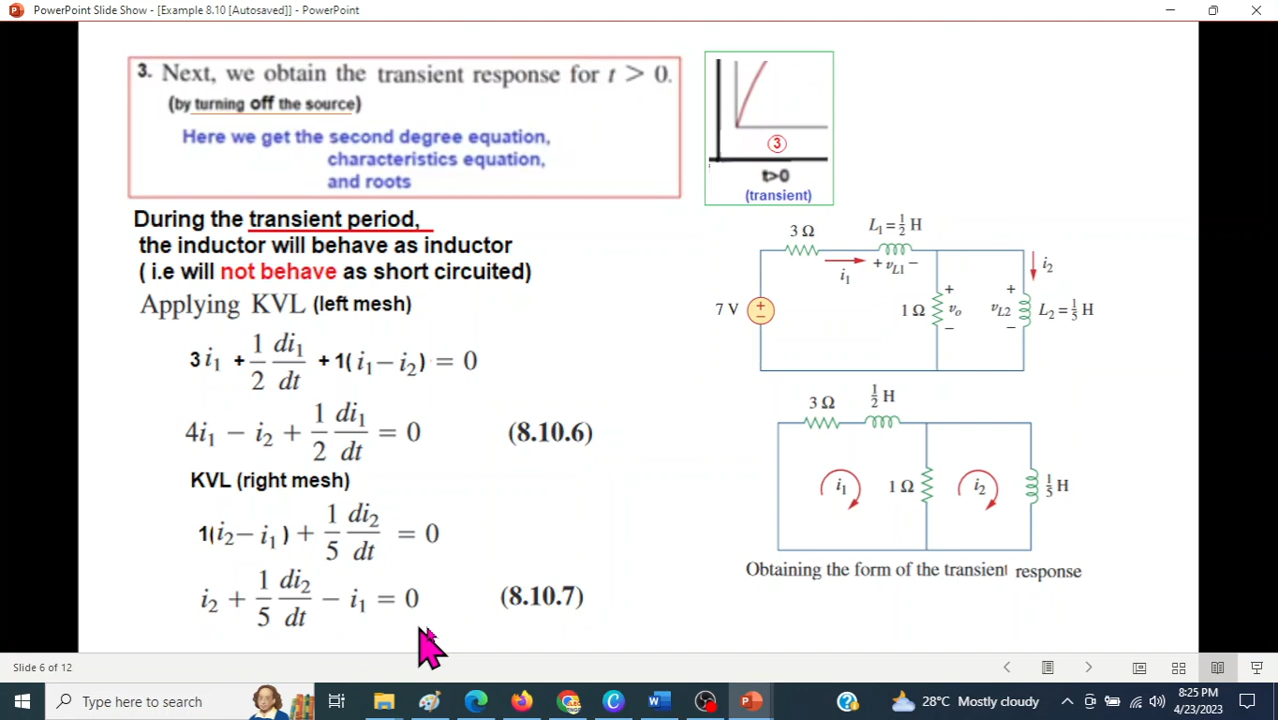 PowerPoint Slide Show - [Example 8.10 [Autosaved]] - PowerPoint
3. Next, we obtain the transient response for t > 0.
(by turning off the source)
Here we get the second degree equation,
characteristics equation,
and roots
3
t>0
(transient)
During the transient period,
the inductor will behave as inductor
( i.e will not behave as short circuited)
Applying KVL (left mesh)
3 i₁ + 1/2 di₁/dt + 1( i₁ − i₂) = 0
4i₁ − i₂ + 1/2 di₁/dt = 0 (8.10.6)
KVL (right mesh)
1(i₂− i₁ ) + 1/5 di₂/dt = 0
i₂ + 1/5 di₂/dt − i₁ = 0 (8.10.7)
3 Ω
L₁ = 1/2 H
i₁
+ vL1 −
i₂
7 V
+
−
1 Ω
+
vo
−
+
vL2
−
L₂ = 1/5 H
3 Ω
1/2 H
i₁
1 Ω
i₂
1/5 H
Obtaining the form of the transient response
Slide 6 of 12
Type here to search
28°C Mostly cloudy
8:25 PM
4/23/2023